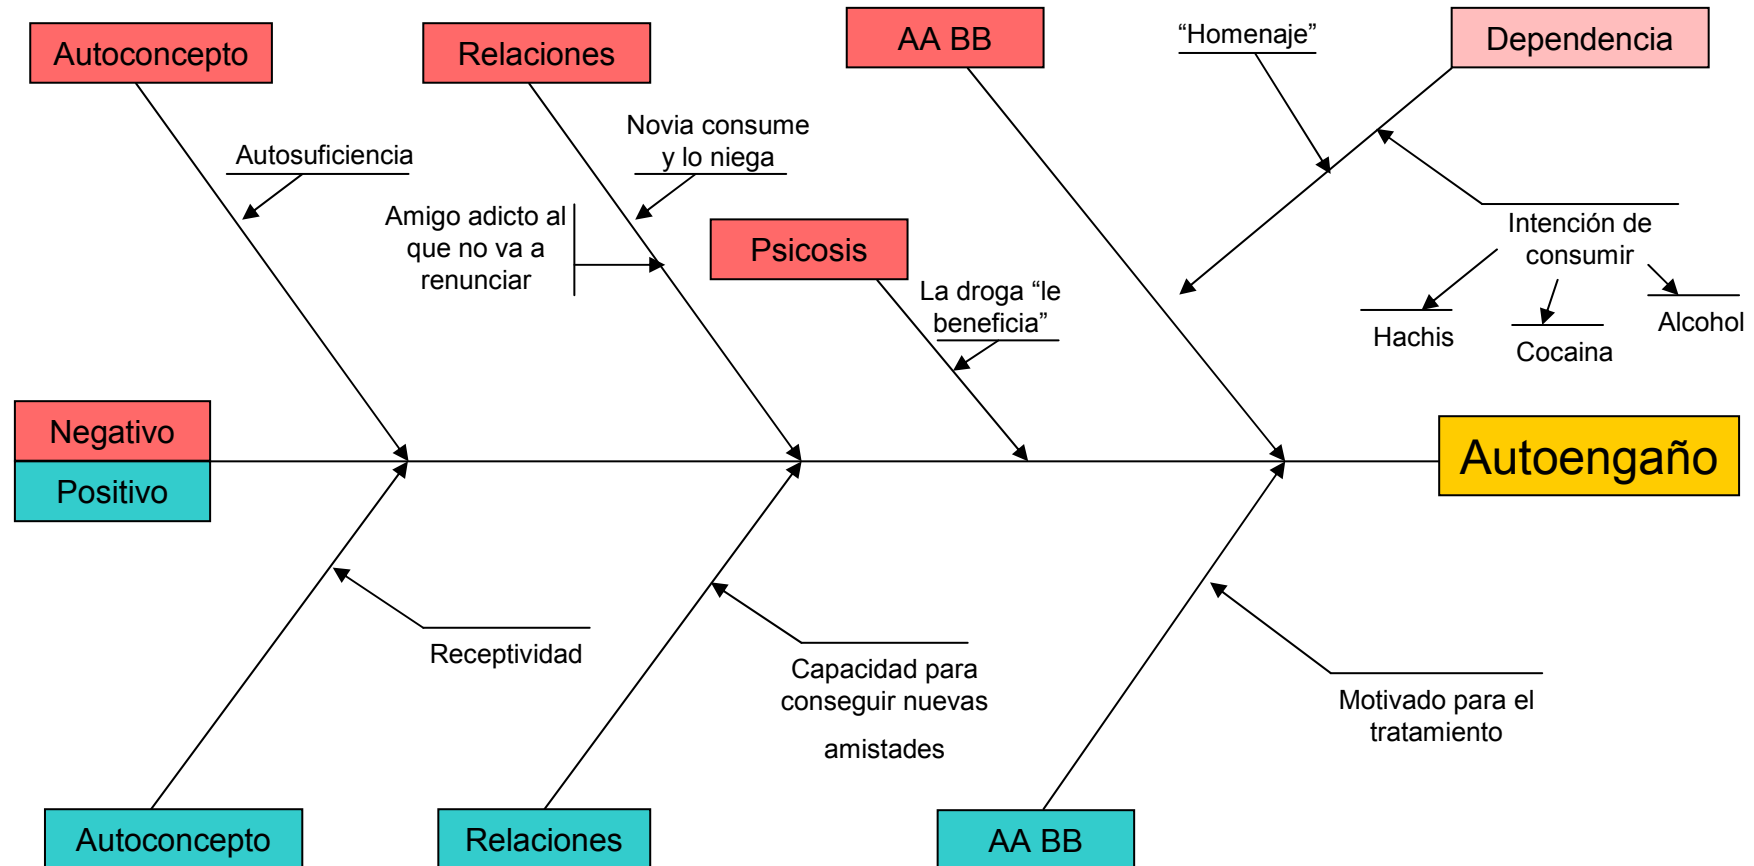 Autoconcepto
Relaciones
AA BB
“Homenaje”
Dependencia
Autosuficiencia
Novia consume
y lo niega
Amigo adicto al
que no va a
renunciar
Psicosis
La droga “le
beneficia”
Intención de
consumir
Hachis
Cocaina
Alcohol
Negativo
Positivo
Autoengaño
Receptividad
Capacidad para
conseguir nuevas
amistades
Motivado para el
tratamiento
Autoconcepto
Relaciones
AA BB